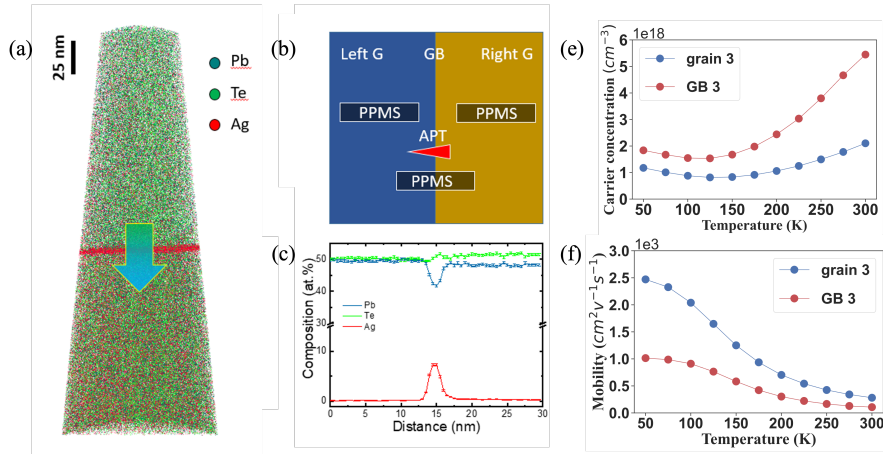 (a)
25 nm
Pb
Te
Ag
(b)
Left G
GB
Right G
PPMS
PPMS
APT
PPMS
(c)
Composition (at.%)
50
40
30
10
0
Pb
Te
Ag
0 5 10 15 20 25 30
Distance (nm)
(e)
1e18
Carrier concentration (cm⁻³)
6
5
4
3
2
1
0
grain 3
GB 3
50 100 150 200 250 300
Temperature (K)
(f)
1e3
Mobility (cm²V⁻¹S⁻¹)
3.0
2.5
2.0
1.5
1.0
0.5
0.0
grain 3
GB 3
50 100 150 200 250 300
Temperature (K)